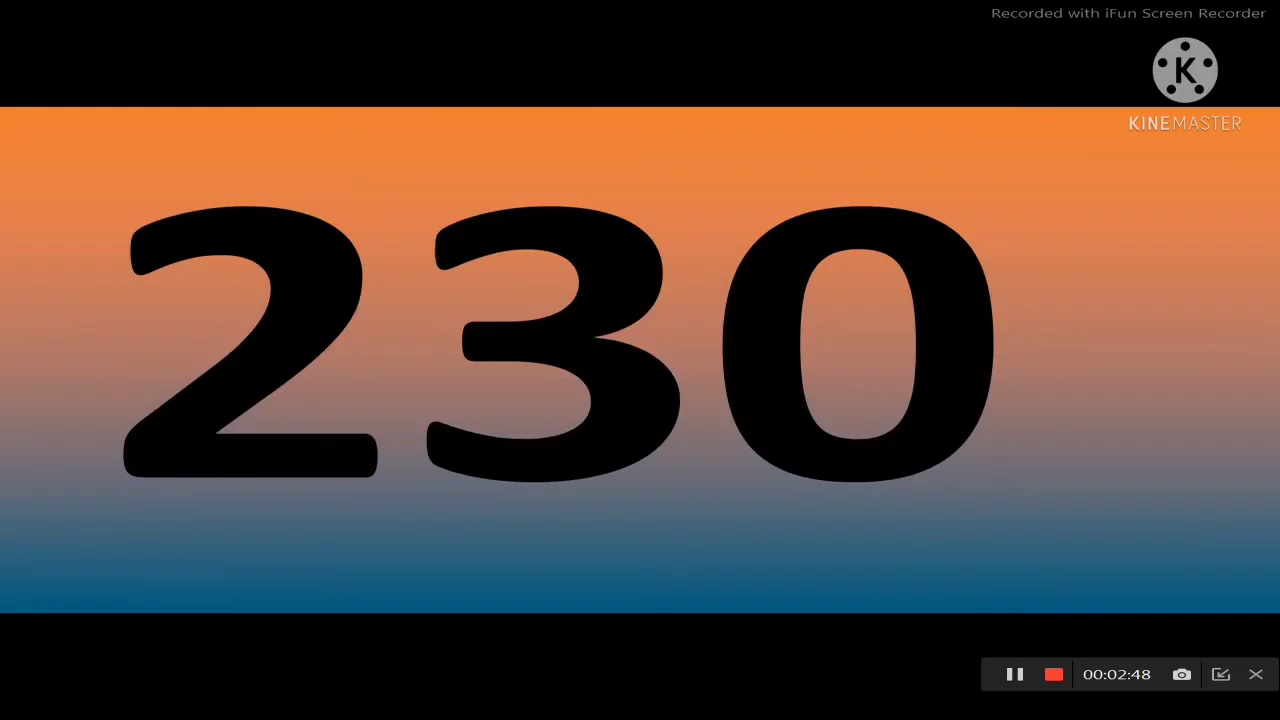 Recorded with iFun Screen Recorder
K
KINEMASTER
230
00:02:48